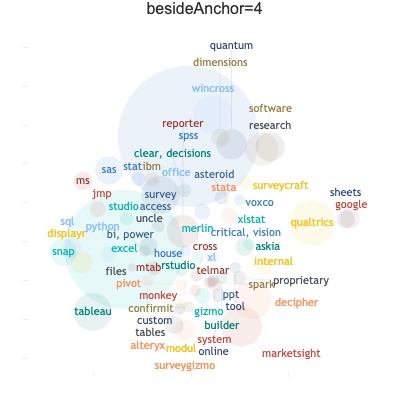 besideAnchor=4
quantum
dimensions
wincross
software
reporter
research
spss
clear, decisions
sas
stat
ibm
office
asteroid
ms
stata
surveycraft
jmp
survey
sheets
studio
access
voxco
google
sql
uncle
xlstat
qualtrics
python
merlin
displayr
bi, power
critical, vision
snap
excel
cross
askia
house
xl
internal
files
mtab
rstudio
telmar
pivot
spark
proprietary
monkey
ppt
decipher
tableau
confirmit
gizmo
tool
custom
builder
tables
system
alteryx
modul
online
marketsight
surveygizmo